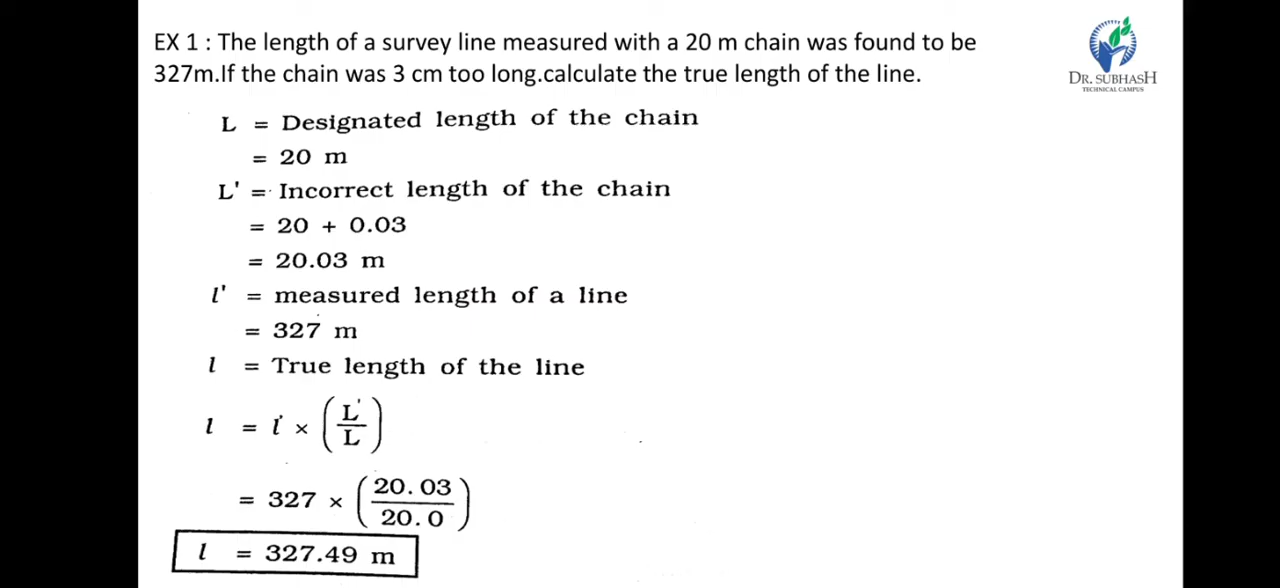 EX 1 : The length of a survey line measured with a 20 m chain was found to be
327m.If the chain was 3 cm too long.calculate the true length of the line.
DR. SUBHASH
TECHNICAL CAMPUS
L = Designated length of the chain
= 20 m
L' = Incorrect length of the chain
= 20 + 0.03
= 20.03 m
l' = measured length of a line
= 327 m
l = True length of the line
l = l' × (L'/L)
= 327 × (20.03/20.0)
l = 327.49 m